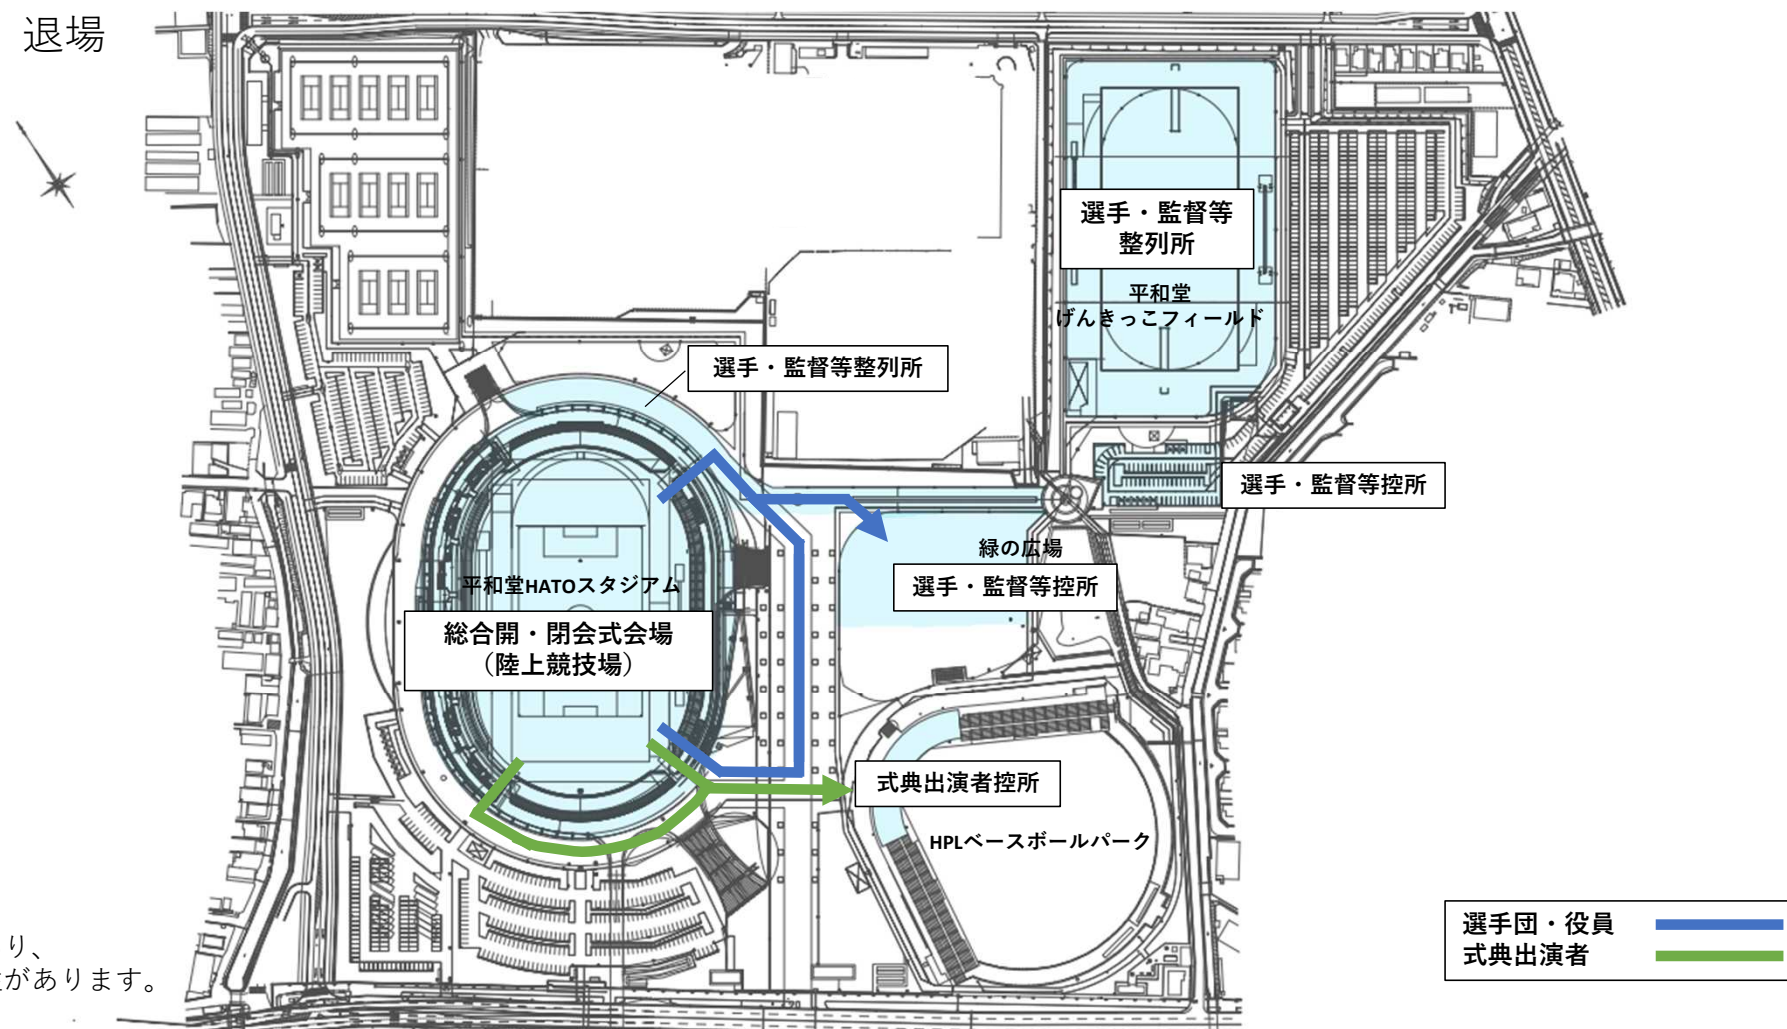 退場
選手・監督等
整列所
平和堂
げんきっこフィールド
選手・監督等整列所
選手・監督等控所
緑の広場
選手・監督等控所
平和堂HATOスタジアム
総合開・閉会式会場
（陸上競技場）
式典出演者控所
HPLベースボールパーク
選手団・役員
式典出演者
り、
があります。